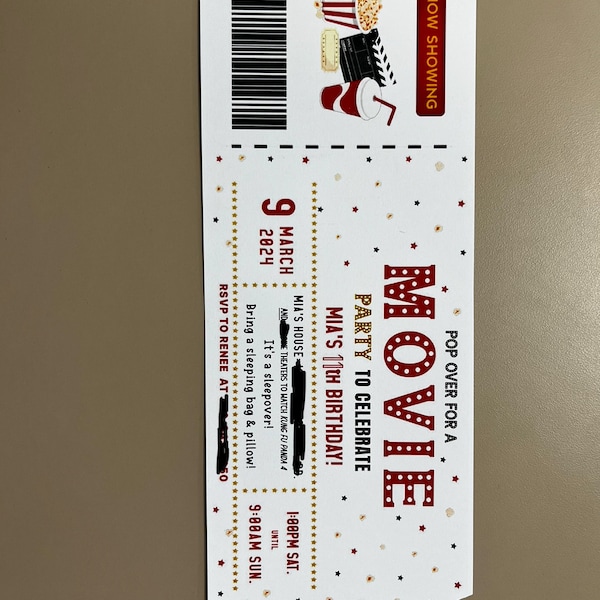 NOW SHOWING
POP OVER FOR A
MOVIE
PARTY TO CELEBRATE
MIA'S 11TH BIRTHDAY!
9 MARCH
2024
MIA'S HOUSE
AND THEATERS TO WATCH KUNG FU PANDA 4
It's a sleepover!
Bring a sleeping bag & pillow!
1:00PM SAT.
UNTIL
9:00AM SUN.
RSVP TO RENEE AT